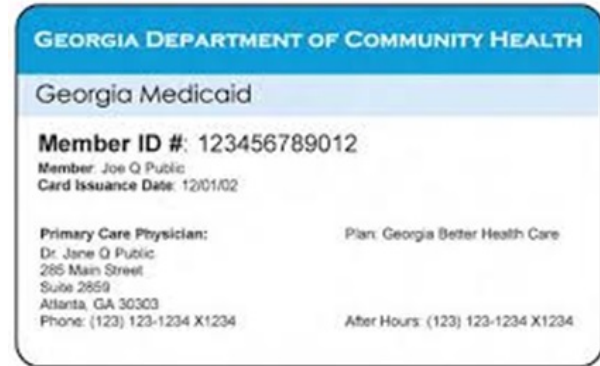 GEORGIA DEPARTMENT OF COMMUNITY HEALTH
Georgia Medicaid
Member ID #: 123456789012
Member: Joe Q Public
Card Issuance Date: 12/01/02
Primary Care Physician:
Dr. Jane Q Public
285 Main Street
Suite 2859
Atlanta, GA 30303
Phone: (123) 123-1234 X1234
Plan: Georgia Better Health Care
After Hours: (123) 123-1234 X1234